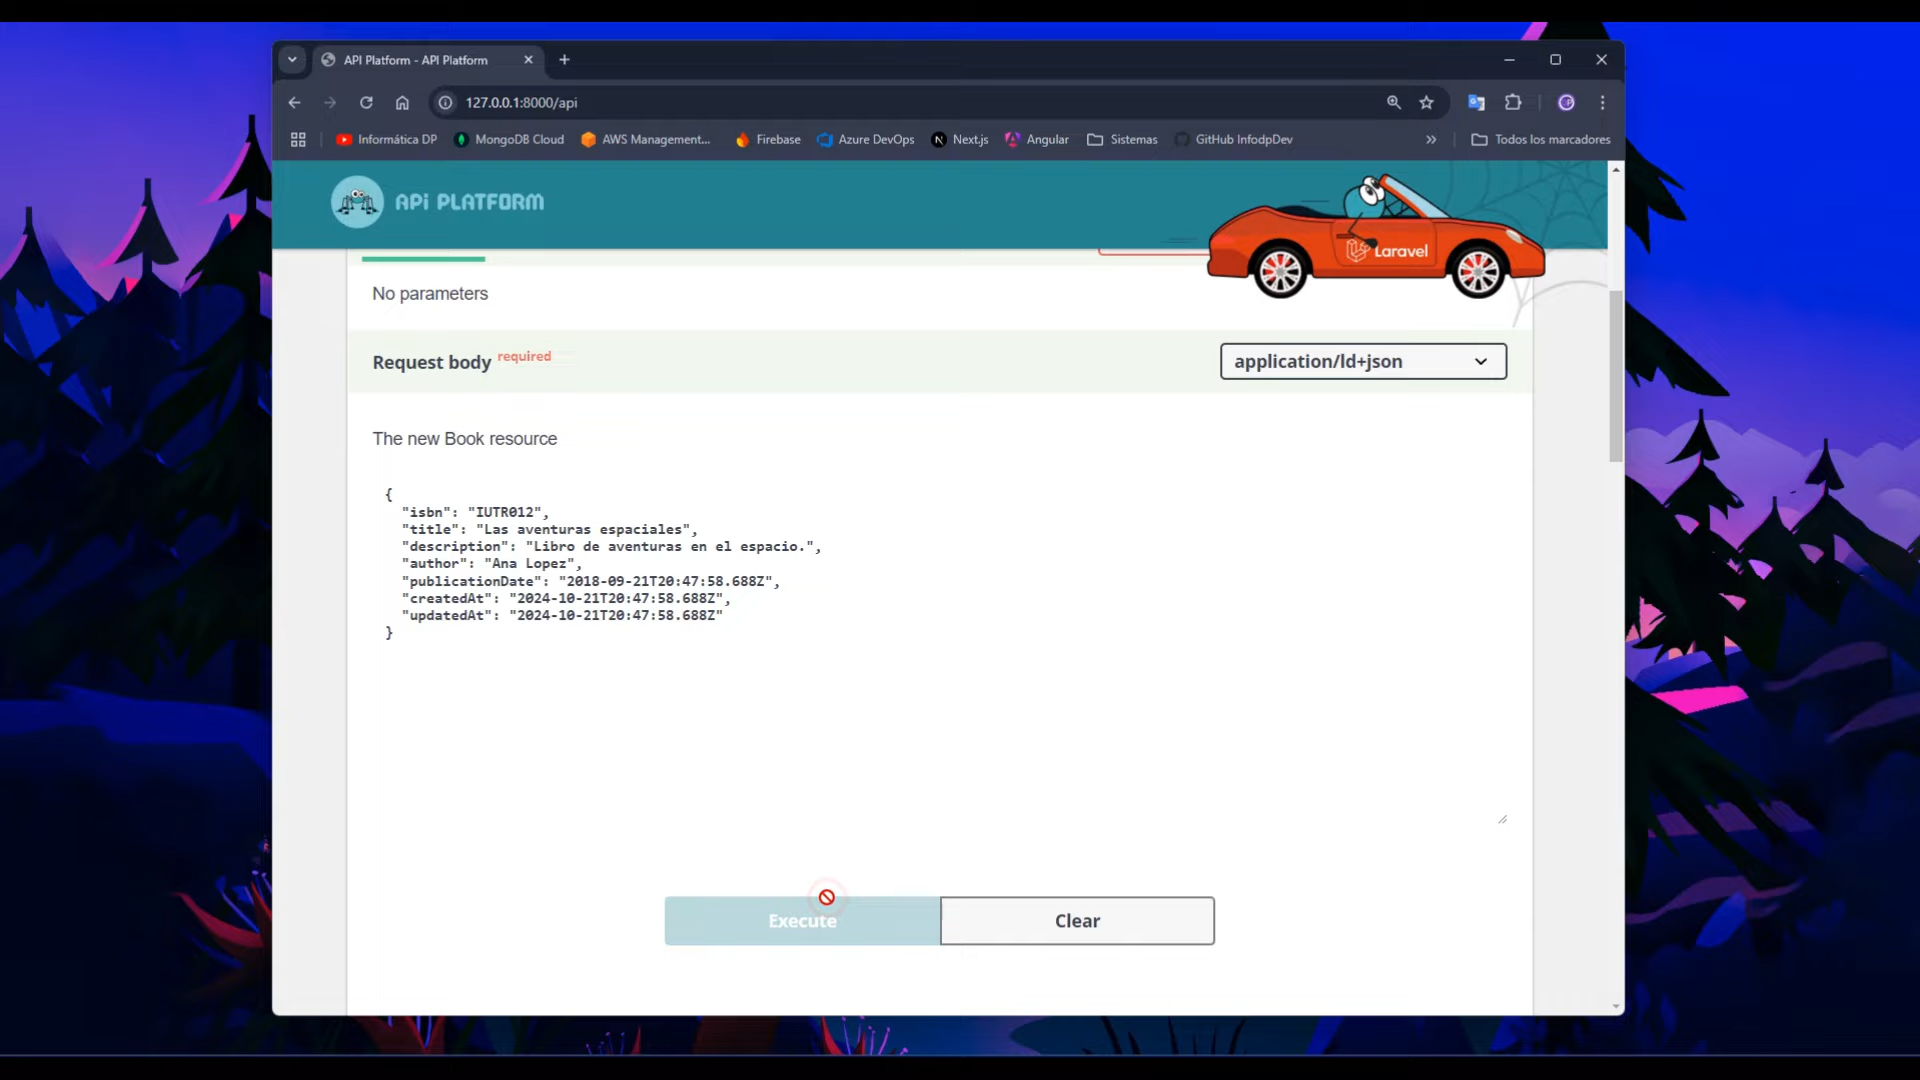 API Platform - API Platform
127.0.0.1:8000/api
Informática DP
MongoDB Cloud
AWS Management...
Firebase
Azure DevOps
Next.js
Angular
Sistemas
GitHub InfodpDev
Todos los marcadores
API PLATFORM
Laravel
No parameters
Request body required
application/ld+json
The new Book resource
{
"isbn": "IUTR012",
"title": "Las aventuras espaciales",
"description": "Libro de aventuras en el espacio.",
"author": "Ana Lopez",
"publicationDate": "2018-09-21T20:47:58.688Z",
"createdAt": "2024-10-21T20:47:58.688Z",
"updatedAt": "2024-10-21T20:47:58.688Z"
}
Execute
Clear